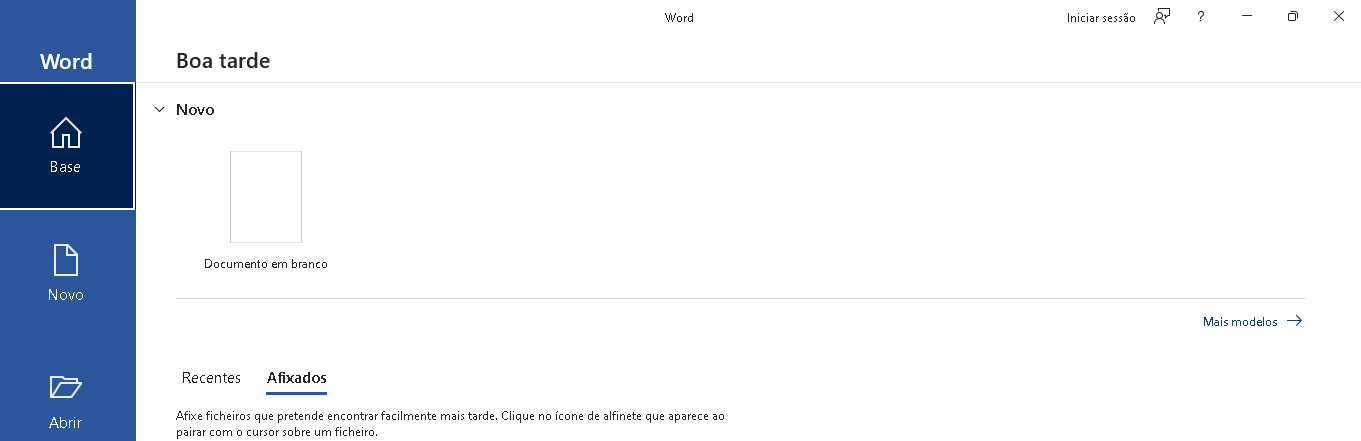 Word
Iniciar sessão
?
Word
Boa tarde
Base
Novo
Abrir
Novo
Documento em branco
Mais modelos
Recentes
Afixados
Afixe ficheiros que pretende encontrar facilmente mais tarde. Clique no ícone de alfinete que aparece ao
pairar com o cursor sobre um ficheiro.